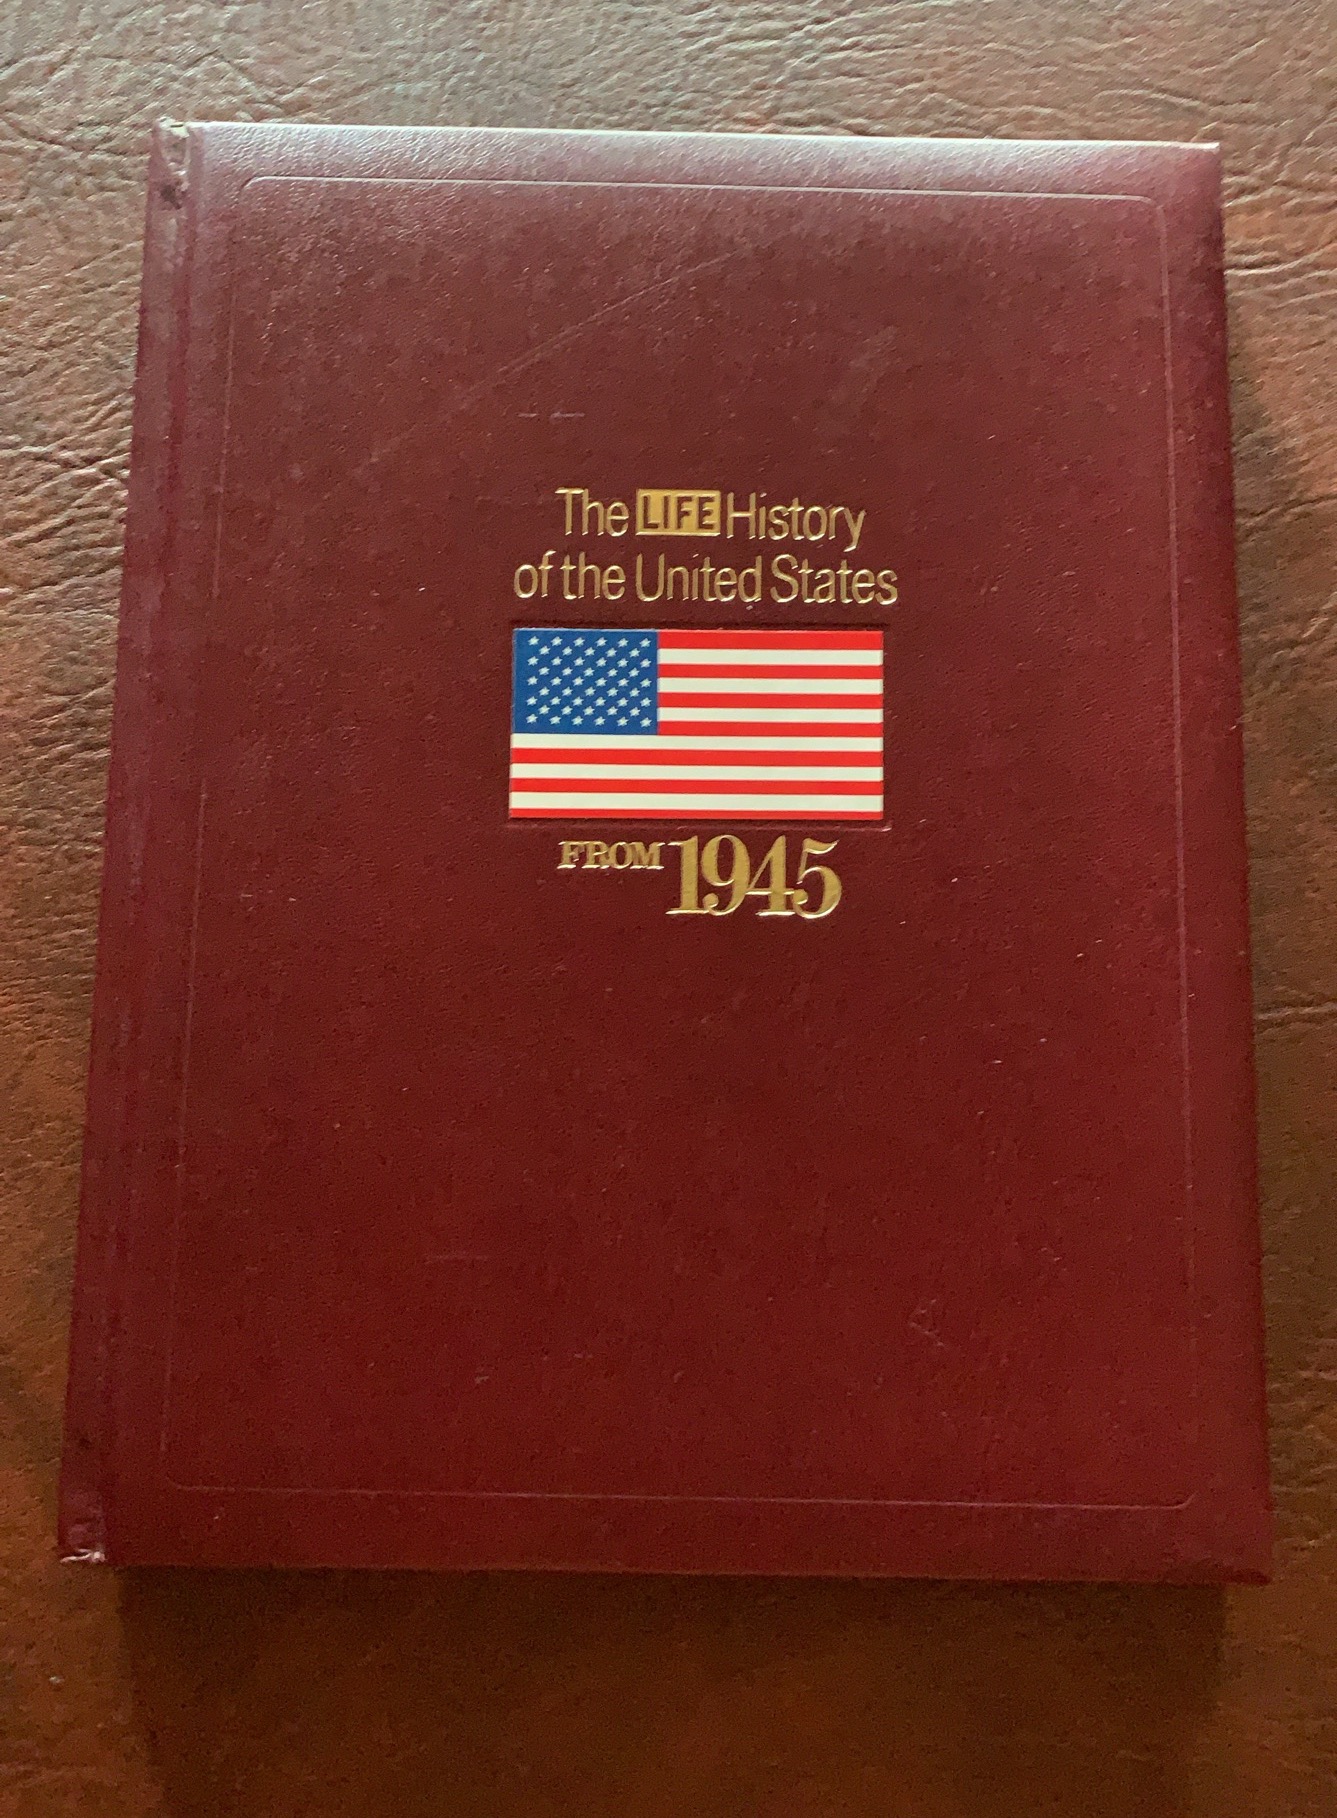 The LIFE History
of the United States
FROM 1945